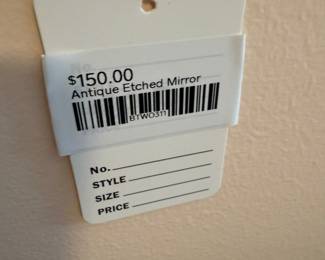 $150.00
Antique Etched Mirror
BTWO311
No.
STYLE
SIZE
PRICE